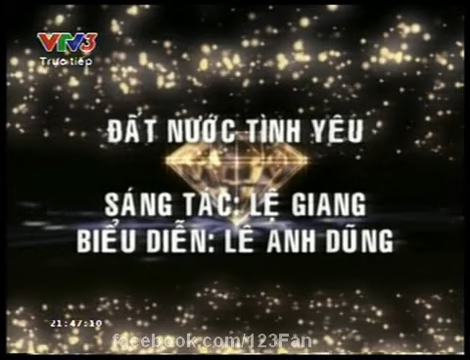 VTV3
Trực tiếp
ĐẤT NƯỚC TÌNH YÊU
SÁNG TÁC: LỆ GIANG
BIỂU DIỄN: LÊ ANH DŨNG
21:47:10
facebook.com/123Fan